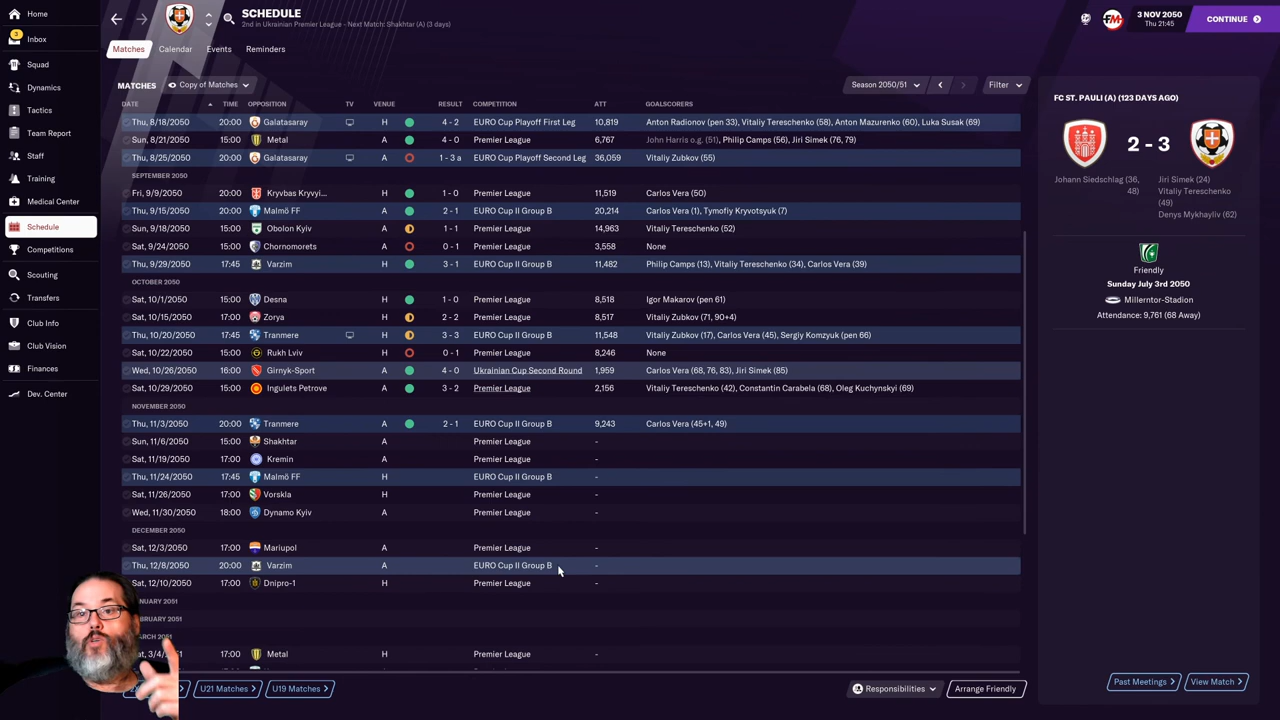 Home
SCHEDULE
2nd in Ukrainian Premier League - Next Match: Shakhtar (A) (3 days)
3 NOV 2050
Thu 21:45
CONTINUE
3
Inbox
Squad
Dynamics
Tactics
Team Report
Staff
Training
Medical Center
Schedule
Competitions
Scouting
Transfers
Club Info
Club Vision
Finances
Dev. Center
Matches Calendar Events Reminders
MATCHES Copy of Matches Season 2050/51 Filter
DATE TIME OPPOSITION TV VENUE RESULT COMPETITION ATT GOALSCORERS
Thu, 8/18/2050 20:00 Galatasaray H 4 - 2 EURO Cup Playoff First Leg 10,819 Anton Radionov (pen 33), Vitaliy Tereschenko (58), Anton Mazurenko (60), Luka Susak (69)
Sun, 8/21/2050 15:00 Metal A 4 - 0 Premier League 6,767 John Harris o.g. (51), Philip Camps (56), Jiri Simek (76, 79)
Thu, 8/25/2050 20:00 Galatasaray A 1 - 3 a EURO Cup Playoff Second Leg 36,059 Vitaliy Zubkov (55)
SEPTEMBER 2050
Fri, 9/9/2050 20:00 Kryvbas Kryvyi... H 1 - 0 Premier League 11,519 Carlos Vera (50)
Thu, 9/15/2050 20:00 Malmö FF A 2 - 1 EURO Cup II Group B 20,214 Carlos Vera (1), Tymofiy Kryvotsyuk (7)
Sun, 9/18/2050 15:00 Obolon Kyiv A 1 - 1 Premier League 14,963 Vitaliy Tereschenko (52)
Sat, 9/24/2050 15:00 Chornomorets A 0 - 1 Premier League 3,558 None
Thu, 9/29/2050 17:45 Varzim H 3 - 1 EURO Cup II Group B 11,482 Philip Camps (13), Vitaliy Tereschenko (34), Carlos Vera (39)
OCTOBER 2050
Sat, 10/1/2050 15:00 Desna H 1 - 0 Premier League 8,518 Igor Makarov (pen 61)
Sat, 10/15/2050 17:00 Zorya H 2 - 2 Premier League 8,517 Vitaliy Zubkov (71, 90+4)
Thu, 10/20/2050 17:45 Tranmere H 3 - 3 EURO Cup II Group B 11,548 Vitaliy Zubkov (17), Carlos Vera (45), Sergiy Komzyuk (pen 66)
Sat, 10/22/2050 15:00 Rukh Lviv H 0 - 1 Premier League 8,246 None
Wed, 10/26/2050 16:00 Girnyk-Sport A 4 - 0 Ukrainian Cup Second Round 1,959 Carlos Vera (68, 76, 83), Jiri Simek (85)
Sat, 10/29/2050 15:00 Ingulets Petrove A 3 - 2 Premier League 2,156 Vitaliy Tereschenko (42), Constantin Carabela (68), Oleg Kuchynskyi (69)
NOVEMBER 2050
Thu, 11/3/2050 20:00 Tranmere A 2 - 1 EURO Cup II Group B 9,243 Carlos Vera (45+1, 49)
Sun, 11/6/2050 15:00 Shakhtar A Premier League -
Sat, 11/19/2050 17:00 Kremin A Premier League -
Thu, 11/24/2050 17:45 Malmö FF H EURO Cup II Group B -
Sat, 11/26/2050 17:00 Vorskla H Premier League -
Wed, 11/30/2050 18:00 Dynamo Kyiv A Premier League -
DECEMBER 2050
Sat, 12/3/2050 17:00 Mariupol A Premier League -
Thu, 12/8/2050 20:00 Varzim A EURO Cup II Group B -
Sat, 12/10/2050 17:00 Dnipro-1 H Premier League -
2051
2051
2051
17:00 Metal H Premier League -
U21 Matches U19 Matches Responsibilities Arrange Friendly
FC ST. PAULI (A) (123 DAYS AGO)
2 - 3
Johann Siedschlag (36, 48)
Jiri Simek (24)
Vitaliy Tereschenko (49)
Denys Mykhayliv (62)
Friendly
Sunday July 3rd 2050
Millerntor-Stadion
Attendance: 9,761 (68 Away)
Past Meetings View Match